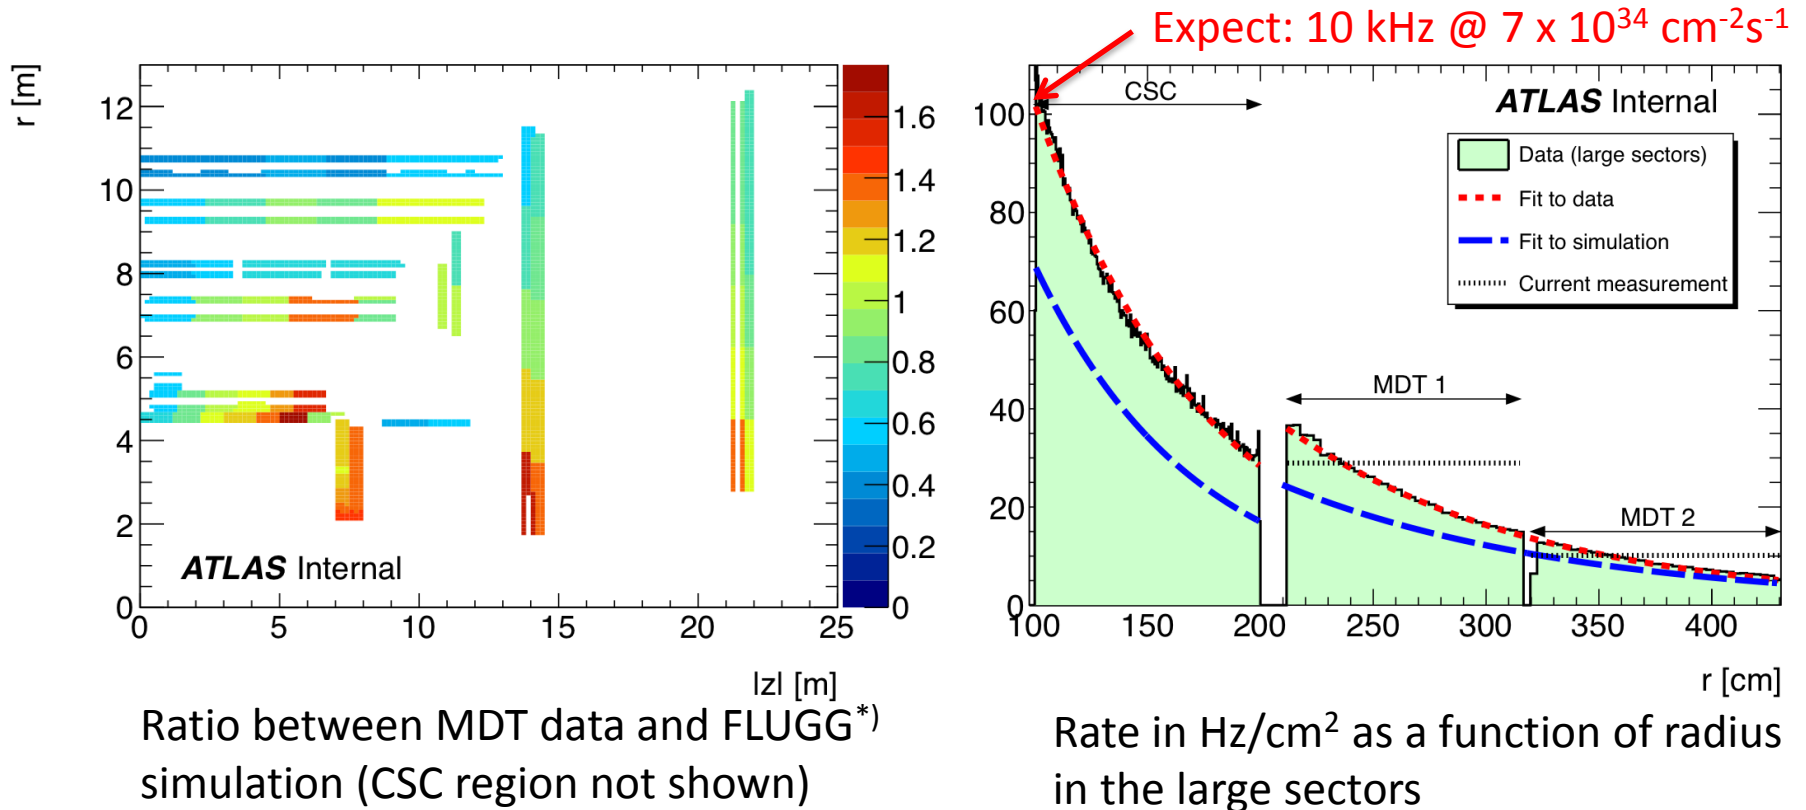 Expect: 10 kHz @ 7 x 10³⁴ cm⁻²s⁻¹
r [m]
12
10
8
6
4
2
0
0 5 10 15 20 25
|z| [m]
ATLAS Internal
1.6
1.4
1.2
1
0.8
0.6
0.4
0.2
0
Ratio between MDT data and FLUGG*)
simulation (CSC region not shown)
CSC
ATLAS Internal
Data (large sectors)
Fit to data
Fit to simulation
Current measurement
MDT 1
MDT 2
100
80
60
40
20
0
100 150 200 250 300 350 400
r [cm]
Rate in Hz/cm² as a function of radius
in the large sectors